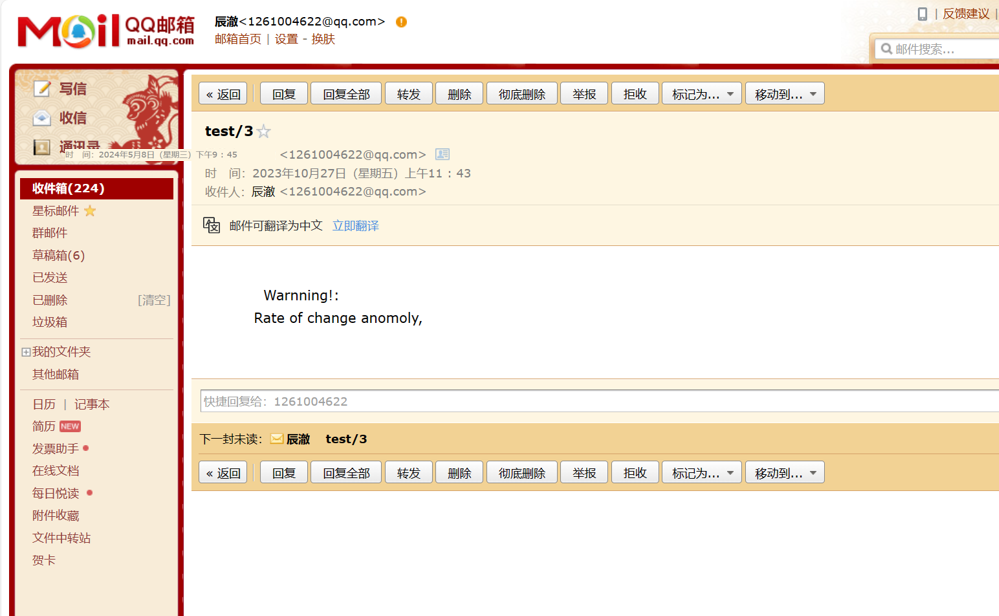 Mail QQ邮箱
mail.qq.com
辰澈<1261004622@qq.com> !
邮箱首页 | 设置 - 换肤
| 反馈建议 |
邮件搜索...
写信
收信
通讯录
时 间：2024年5月8日（星期三）下午9：45
收件箱(224)
星标邮件
群邮件
草稿箱(6)
已发送
已删除 [清空]
垃圾箱
我的文件夹
其他邮箱
日历 | 记事本
简历 NEW
发票助手
在线文档
每日悦读
附件收藏
文件中转站
贺卡
« 返回 回复 回复全部 转发 删除 彻底删除 举报 拒收 标记为... 移动到...
test/3
<1261004622@qq.com>
时 间：2023年10月27日（星期五）上午11：43
收件人：辰澈 <1261004622@qq.com>
邮件可翻译为中文 立即翻译
Warnning!:
Rate of change anomoly,
快捷回复给：1261004622
下一封未读： 辰澈 test/3
« 返回 回复 回复全部 转发 删除 彻底删除 举报 拒收 标记为... 移动到...